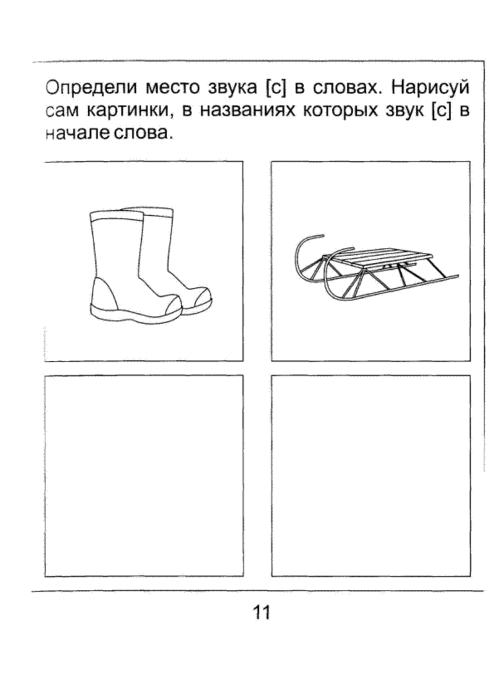 Определи место звука [с] в словах. Нарисуй
сам картинки, в названиях которых звук [с] в
начале слова.
11